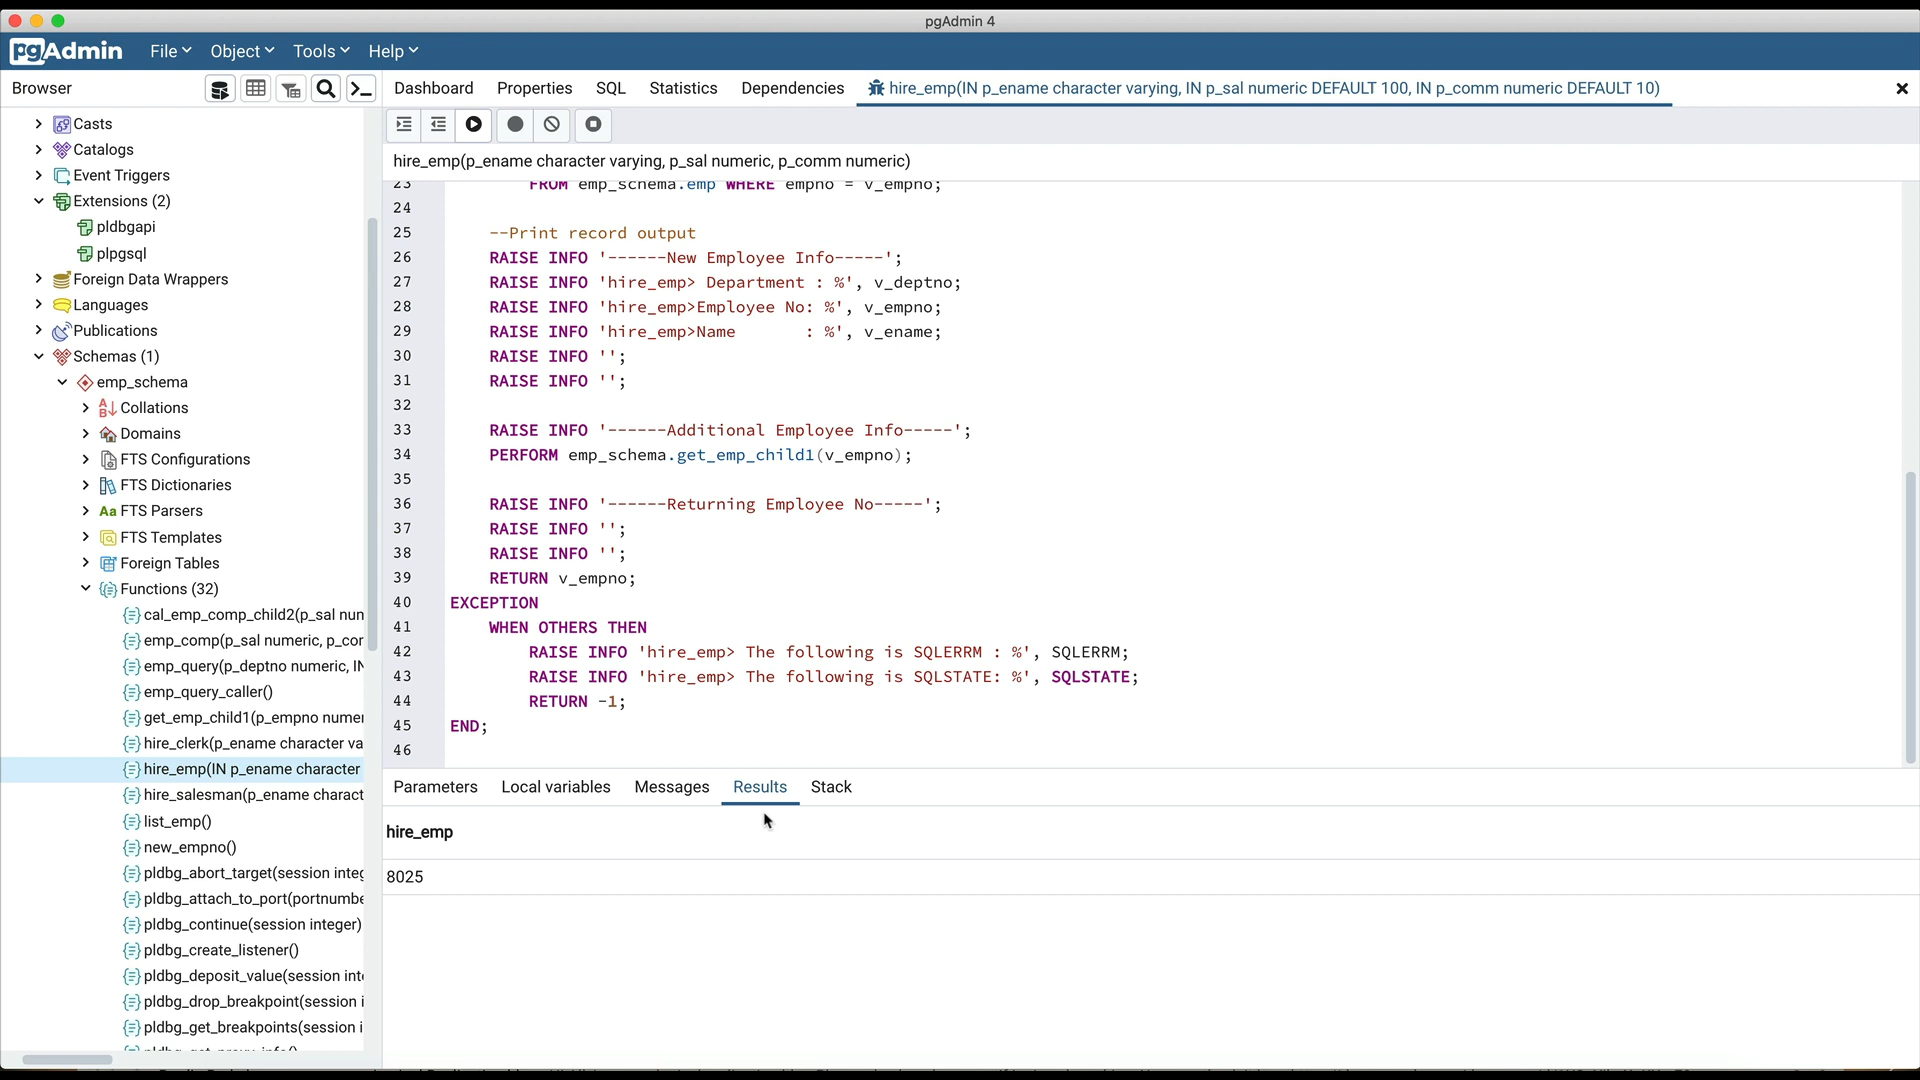 pgAdmin 4
pgAdmin File Object Tools Help
Browser
Dashboard Properties SQL Statistics Dependencies hire_emp(IN p_ename character varying, IN p_sal numeric DEFAULT 100, IN p_comm numeric DEFAULT 10)
Casts
Catalogs
Event Triggers
Extensions (2)
pldbgapi
plpgsql
Foreign Data Wrappers
Languages
Publications
Schemas (1)
emp_schema
Collations
Domains
FTS Configurations
FTS Dictionaries
Aa FTS Parsers
FTS Templates
Foreign Tables
Functions (32)
cal_emp_comp_child2(p_sal num
emp_comp(p_sal numeric, p_cor
emp_query(p_deptno numeric, IN
emp_query_caller()
get_emp_child1(p_empno numer
hire_clerk(p_ename character va
hire_emp(IN p_ename character
hire_salesman(p_ename charact
list_emp()
new_empno()
pldbg_abort_target(session integ
pldbg_attach_to_port(portnumbe
pldbg_continue(session integer)
pldbg_create_listener()
pldbg_deposit_value(session inte
pldbg_drop_breakpoint(session i
pldbg_get_breakpoints(session i
hire_emp(p_ename character varying, p_sal numeric, p_comm numeric)
23 FROM emp_schema.emp WHERE empno = v_empno;
24
25 --Print record output
26 RAISE INFO '------New Employee Info-----';
27 RAISE INFO 'hire_emp> Department : %', v_deptno;
28 RAISE INFO 'hire_emp>Employee No: %', v_empno;
29 RAISE INFO 'hire_emp>Name       : %', v_ename;
30 RAISE INFO '';
31 RAISE INFO '';
32
33 RAISE INFO '------Additional Employee Info-----';
34 PERFORM emp_schema.get_emp_child1(v_empno);
35
36 RAISE INFO '------Returning Employee No-----';
37 RAISE INFO '';
38 RAISE INFO '';
39 RETURN v_empno;
40 EXCEPTION
41 WHEN OTHERS THEN
42 RAISE INFO 'hire_emp> The following is SQLERRM : %', SQLERRM;
43 RAISE INFO 'hire_emp> The following is SQLSTATE: %', SQLSTATE;
44 RETURN -1;
45 END;
46
Parameters Local variables Messages Results Stack
hire_emp
8025